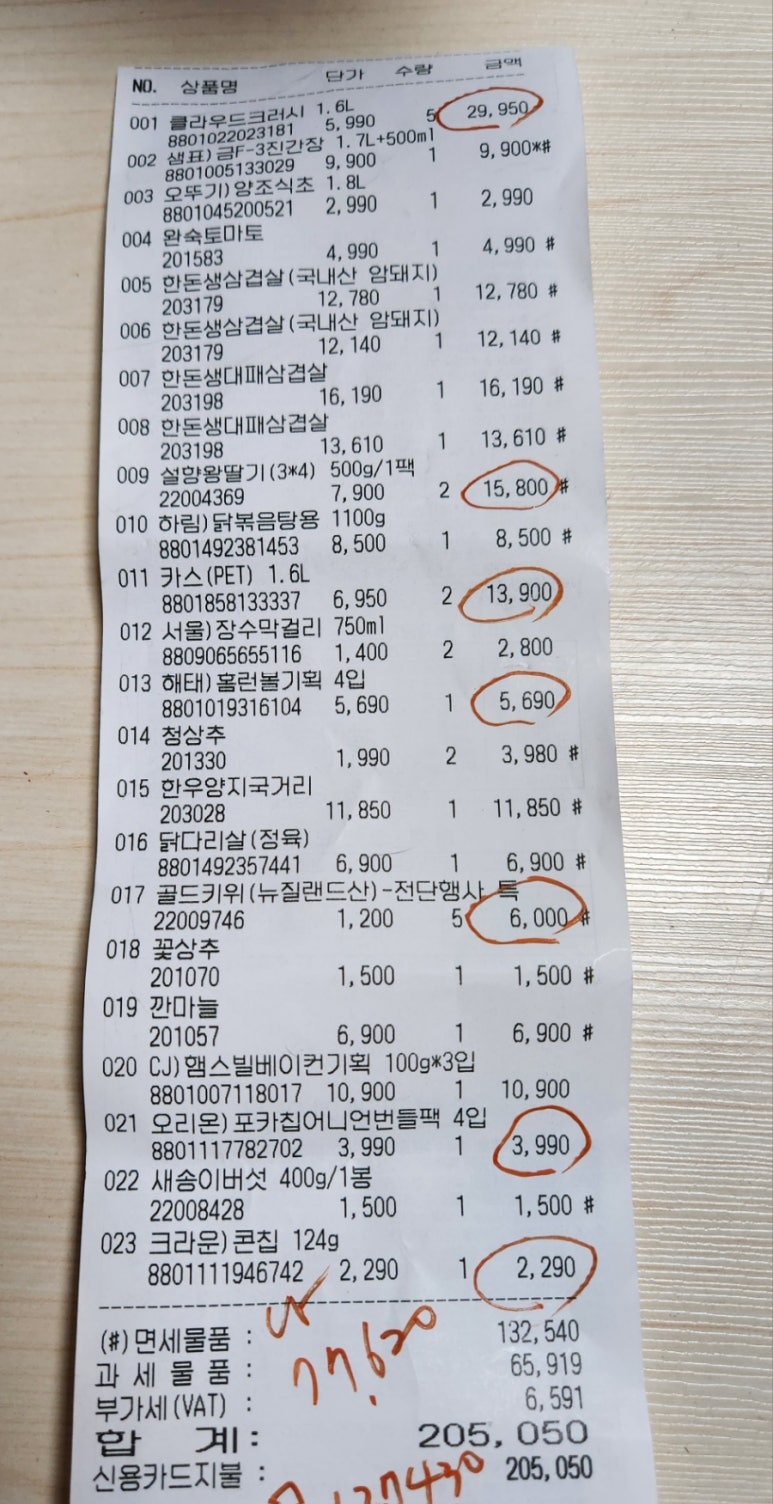 NO. 상품명 단가 수량 금액
001 클라우드크러시 1.6L
8801022023181 5,990 5 29,950
002 샘표)금F-3진간장 1.7L+500ml
8801005133029 9,900 1 9,900*#
003 오뚜기)양조식초 1.8L
8801045200521 2,990 1 2,990
004 완숙토마토
201583 4,990 1 4,990 #
005 한돈생삼겹살(국내산 암돼지)
203179 12,780 1 12,780 #
006 한돈생삼겹살(국내산 암돼지)
203179 12,140 1 12,140 #
007 한돈생대패삼겹살
203198 16,190 1 16,190 #
008 한돈생대패삼겹살
203198 13,610 1 13,610 #
009 설향왕딸기(3*4) 500g/1팩
22004369 7,900 2 15,800 #
010 하림)닭볶음탕용 1100g
8801492381453 8,500 1 8,500 #
011 카스(PET) 1.6L
8801858133337 6,950 2 13,900
012 서울)장수막걸리 750ml
8809065655116 1,400 2 2,800
013 해태)홈런볼기획 4입
8801019316104 5,690 1 5,690
014 청상추
201330 1,990 2 3,980 #
015 한우양지국거리
203028 11,850 1 11,850 #
016 닭다리살(정육)
8801492357441 6,900 1 6,900 #
017 골드키위(뉴질랜드산)-전단행사 특
22009746 1,200 5 6,000 #
018 꽃상추
201070 1,500 1 1,500 #
019 깐마늘
201057 6,900 1 6,900 #
020 CJ)햄스빌베이컨기획 100g*3입
8801007118017 10,900 1 10,900
021 오리온)포카칩어니언번들팩 4입
8801117782702 3,990 1 3,990
022 새송이버섯 400g/1봉
22008428 1,500 1 1,500 #
023 크라운)콘칩 124g
8801111946742 2,290 1 2,290
(#)면세물품 : 132,540
77,620
과 세 물 품 : 65,919
부가세(VAT) : 6,591
합 계: 205,050
신용카드지불 : 205,050
127430